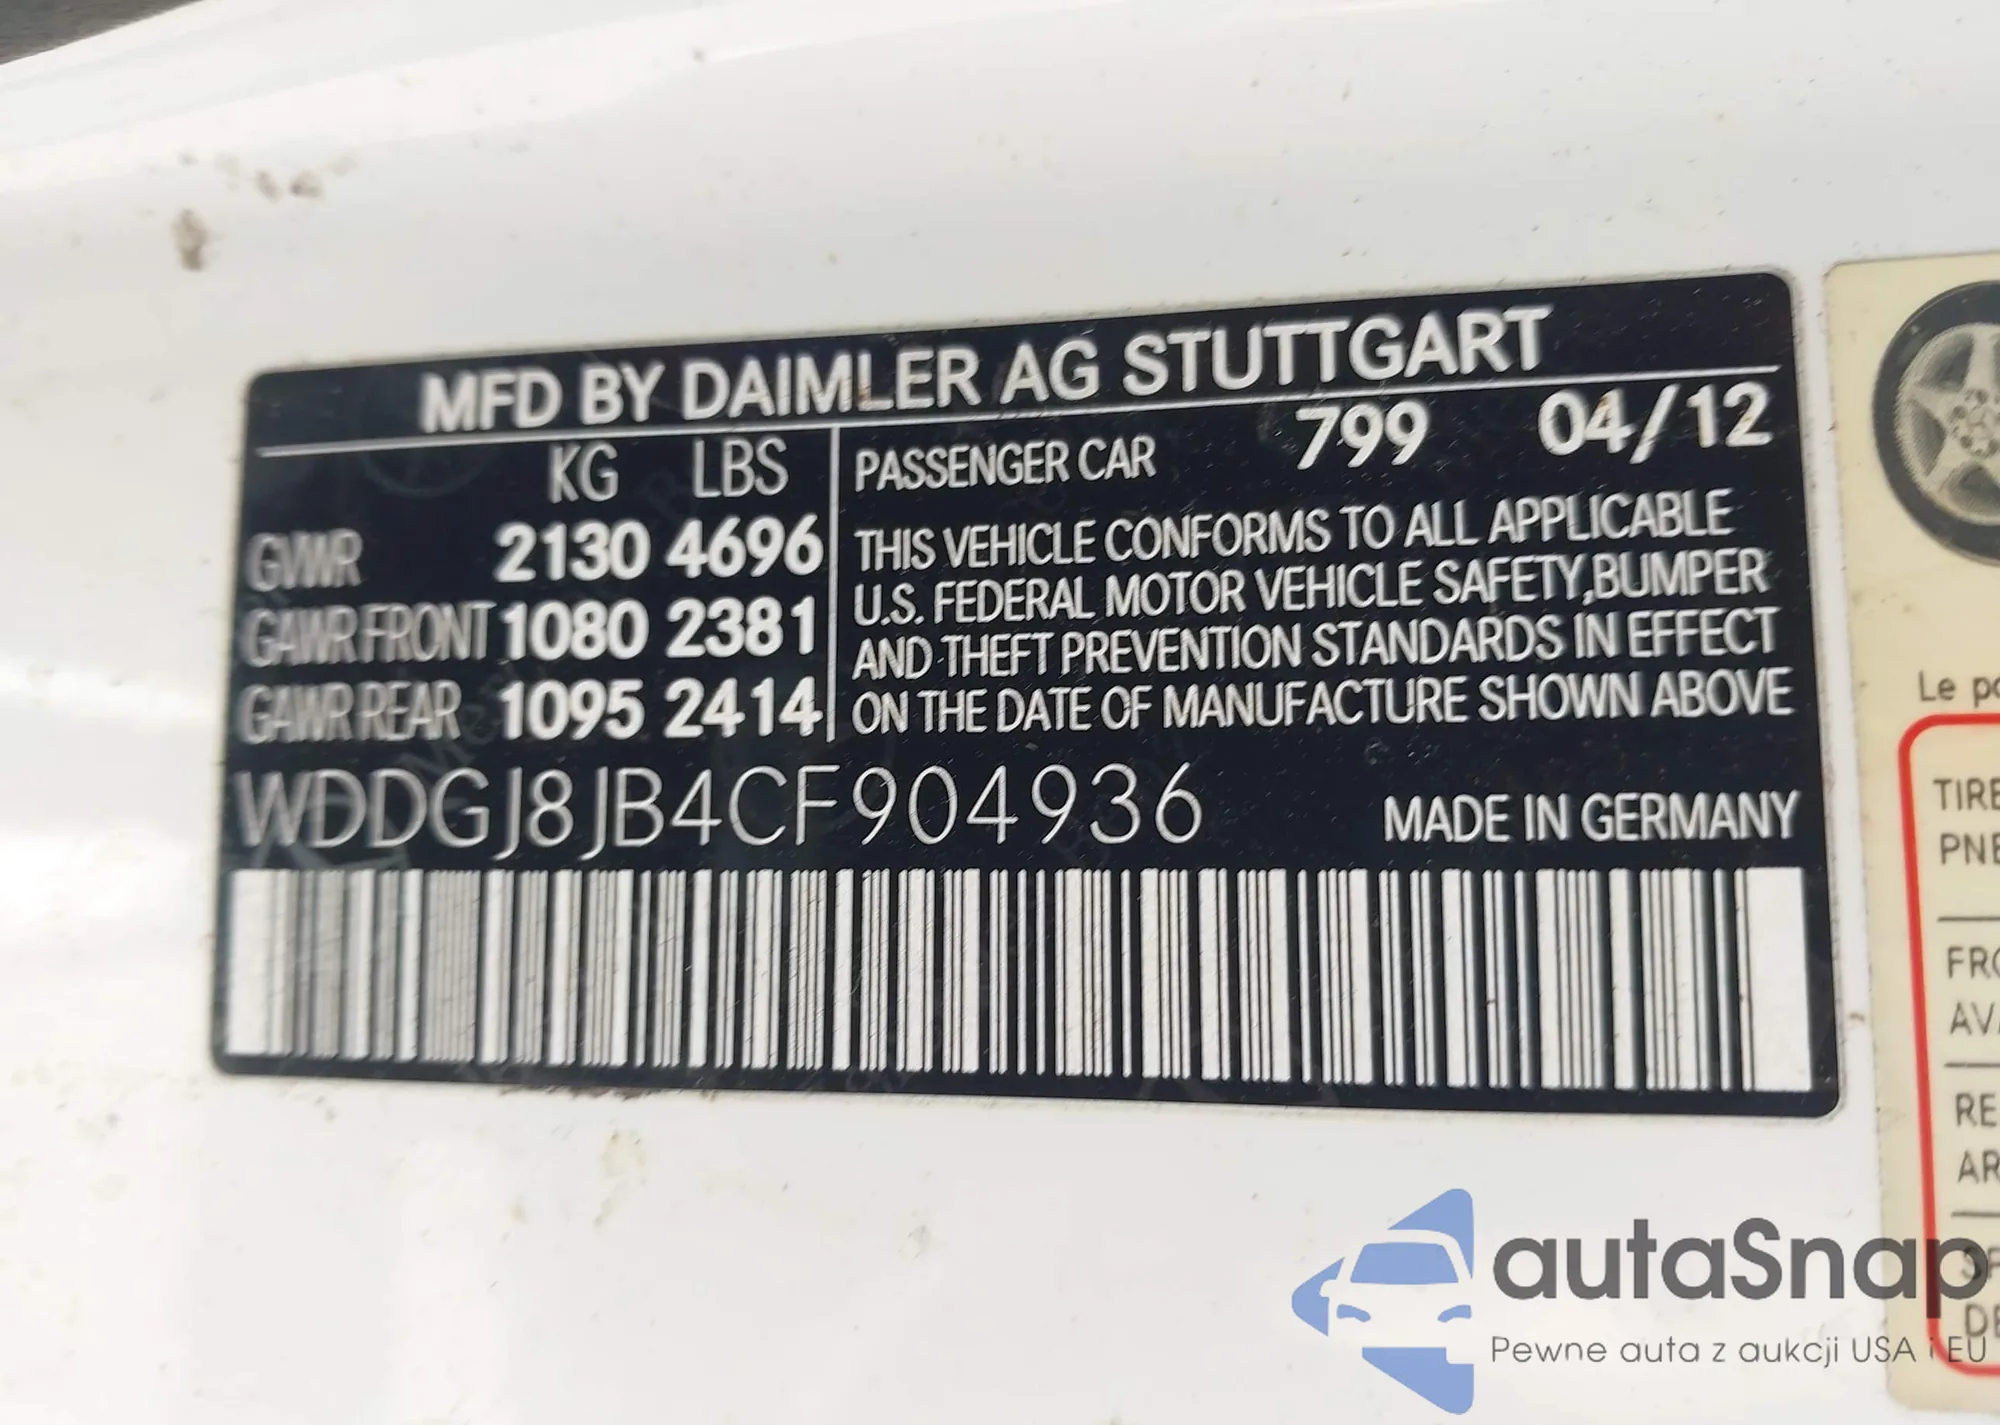 MFD BY DAIMLER AG STUTTGART
KG LBS
GVWR 2130 4696
GAWR FRONT 1080 2381
GAWR REAR 1095 2414
PASSENGER CAR 799 04/12
THIS VEHICLE CONFORMS TO ALL APPLICABLE
U.S. FEDERAL MOTOR VEHICLE SAFETY,BUMPER
AND THEFT PREVENTION STANDARDS IN EFFECT
ON THE DATE OF MANUFACTURE SHOWN ABOVE
WDDGJ8JB4CF904936 MADE IN GERMANY
Le
TIRE
autaSnap
Pewne auta z aukcji USA i EU